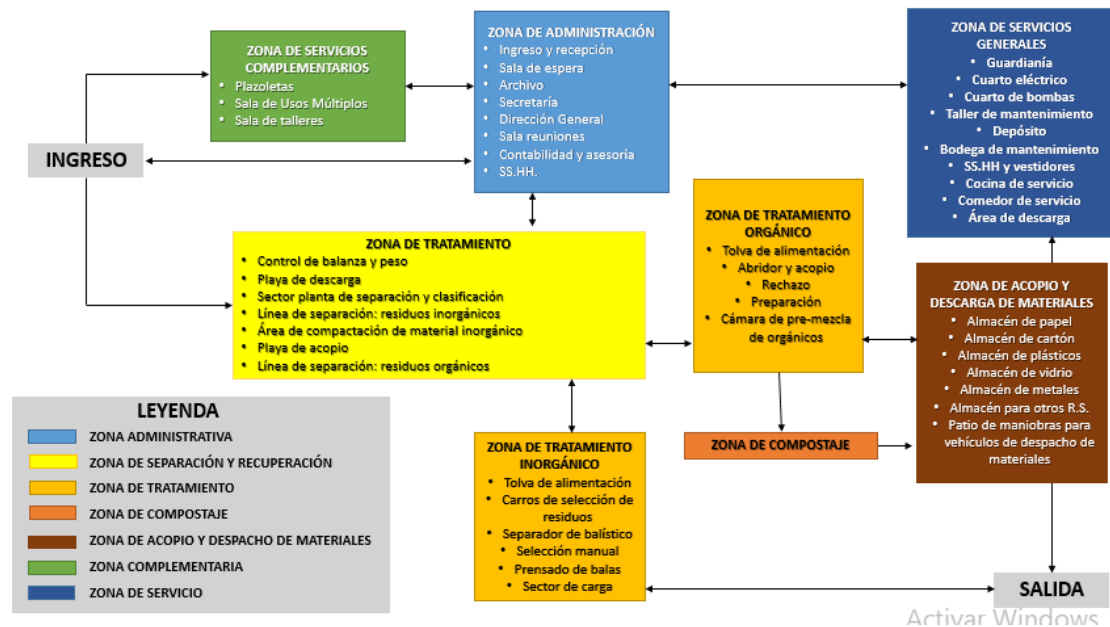 ZONA DE SERVICIOS
COMPLEMENTARIOS
• Plazoletas
• Sala de Usos Múltiples
• Sala de talleres
ZONA DE ADMINISTRACIÓN
• Ingreso y recepción
• Sala de espera
• Archivo
• Secretaría
• Dirección General
• Sala reuniones
• Contabilidad y asesoría
• SS.HH.
ZONA DE SERVICIOS
GENERALES
• Guardianía
• Cuarto eléctrico
• Cuarto de bombas
• Taller de mantenimiento
• Depósito
• Bodega de mantenimiento
• SS.HH y vestidores
• Cocina de servicio
• Comedor de servicio
• Área de descarga
INGRESO
ZONA DE TRATAMIENTO
• Control de balanza y peso
• Playa de descarga
• Sector planta de separación y clasificación
• Línea de separación: residuos inorgánicos
• Área de compactación de material inorgánico
• Playa de acopio
• Línea de separación: residuos orgánicos
ZONA DE TRATAMIENTO
ORGÁNICO
• Tolva de alimentación
• Abridor y acopio
• Rechazo
• Preparación
• Cámara de pre-mezcla
de orgánicos
ZONA DE ACOPIO Y
DESCARGA DE MATERIALES
• Almacén de papel
• Almacén de cartón
• Almacén de plásticos
• Almacén de vidrio
• Almacén de metales
• Almacén para otros R.S.
• Patio de maniobras para
vehículos de despacho de
materiales
ZONA DE COMPOSTAJE
ZONA DE TRATAMIENTO
INORGÁNICO
• Tolva de alimentación
• Carros de selección de
residuos
• Separador de balístico
• Selección manual
• Prensado de balas
• Sector de carga
LEYENDA
ZONA ADMINISTRATIVA
ZONA DE SEPARACIÓN Y RECUPERACIÓN
ZONA DE TRATAMIENTO
ZONA DE COMPOSTAJE
ZONA DE ACOPIO Y DESPACHO DE MATERIALES
ZONA COMPLEMENTARIA
ZONA DE SERVICIO
SALIDA
Activar Windows